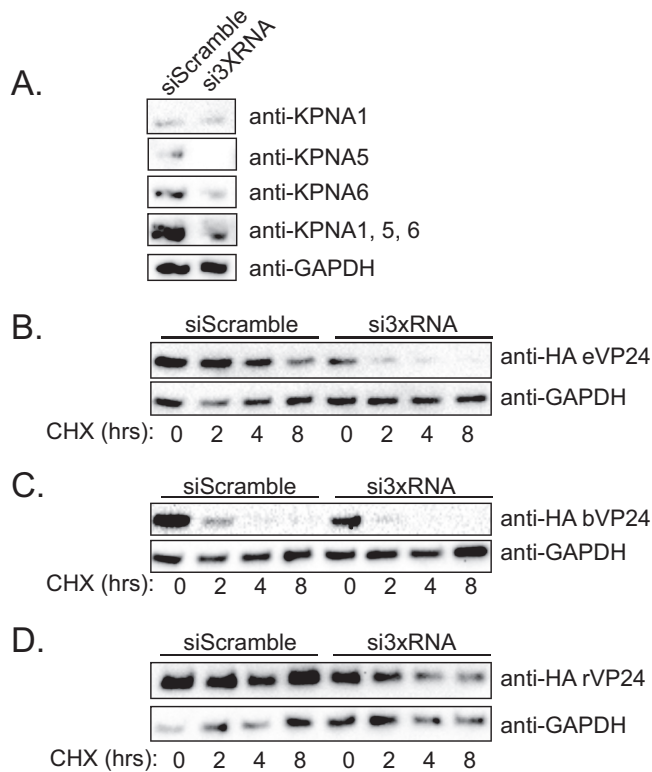 A.
siScramble si3XRNA
anti-KPNA1
anti-KPNA5
anti-KPNA6
anti-KPNA1, 5, 6
anti-GAPDH
B.
siScramble si3xRNA
anti-HA eVP24
anti-GAPDH
CHX (hrs): 0 2 4 8 0 2 4 8
C.
siScramble si3xRNA
anti-HA bVP24
anti-GAPDH
CHX (hrs): 0 2 4 8 0 2 4 8
D.
siScramble si3xRNA
anti-HA rVP24
anti-GAPDH
CHX (hrs): 0 2 4 8 0 2 4 8